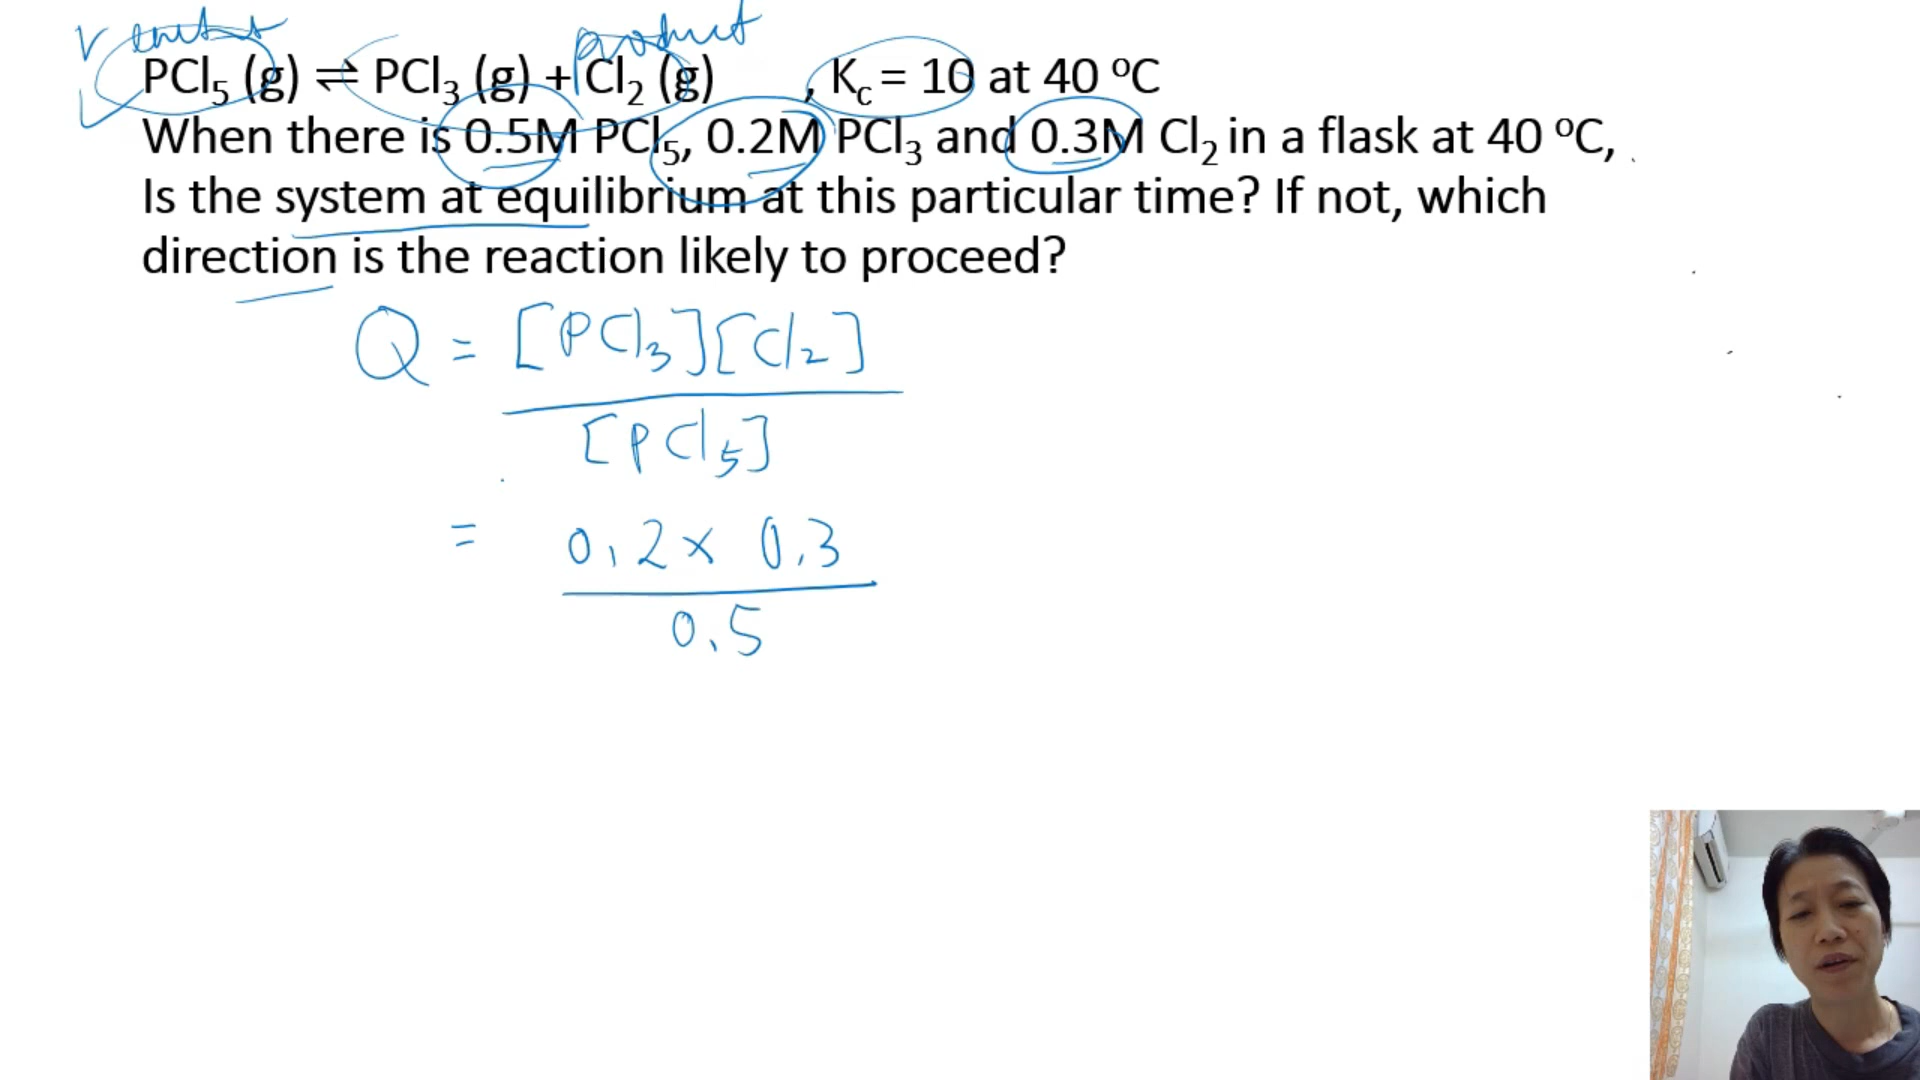 reactant product
PCl₅ (g) ⇌ PCl₃ (g) + Cl₂ (g) , K꜀ = 10 at 40 ⁰C
When there is 0.5M PCl₅, 0.2M PCl₃ and 0.3M Cl₂ in a flask at 40 ⁰C,
Is the system at equilibrium at this particular time? If not, which
direction is the reaction likely to proceed?
Q = [PCl₃][Cl₂]
[PCl₅]
= 0.2 × 0.3
0.5